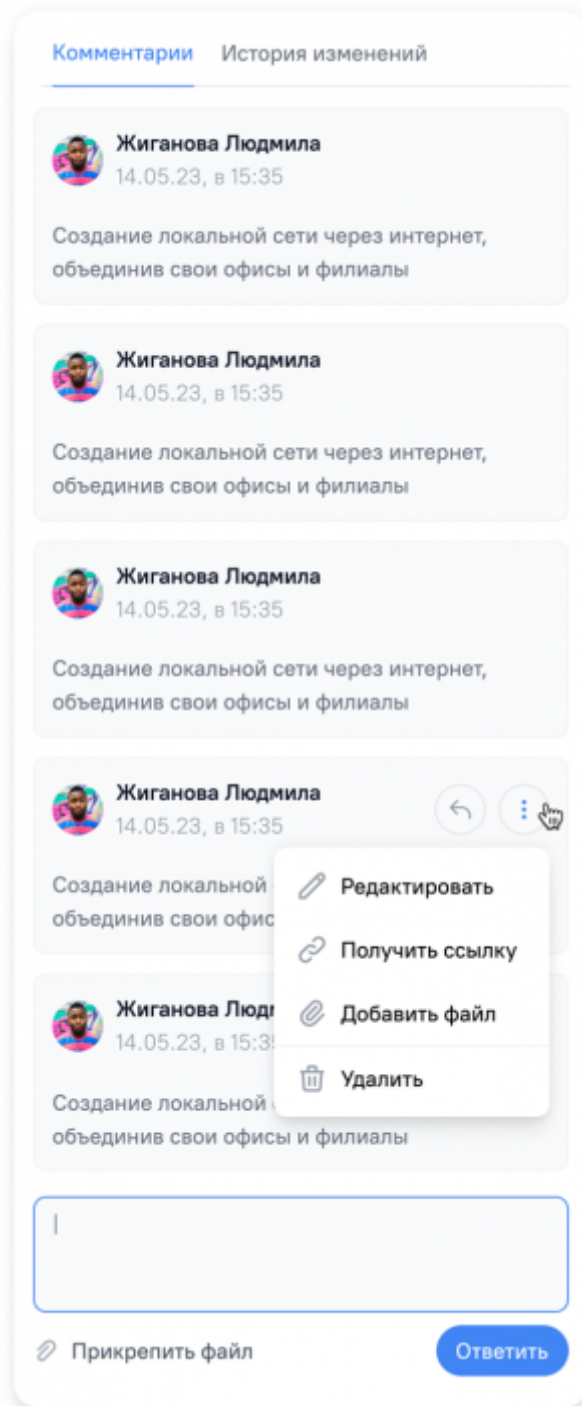 Комментарии История изменений
Жиганова Людмила
14.05.23, в 15:35
Создание локальной сети через интернет,
объединив свои офисы и филиалы
Жиганова Людмила
14.05.23, в 15:35
Создание локальной сети через интернет,
объединив свои офисы и филиалы
Жиганова Людмила
14.05.23, в 15:35
Создание локальной сети через интернет,
объединив свои офисы и филиалы
Жиганова Людмила
14.05.23, в 15:35
Создание локальной
объединив свои
Редактировать
Получить ссылку
Добавить файл
Удалить
Жиганова
14.05.23, в
Создание локальной
объединив свои офисы и филиалы
Прикрепить файл Ответить